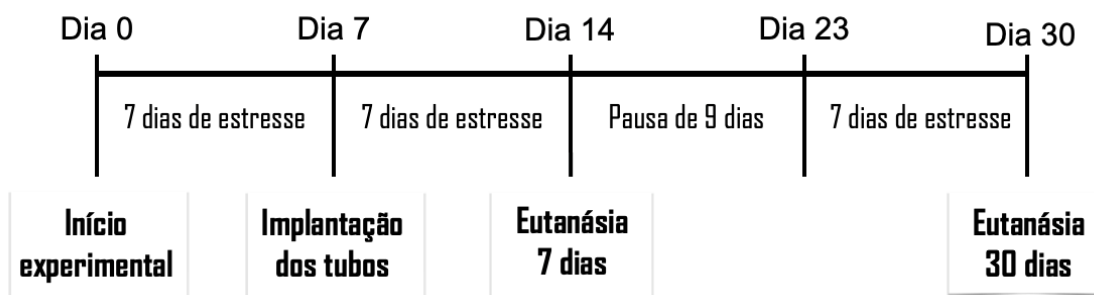 Dia 0 Dia 7 Dia 14 Dia 23 Dia 30
7 dias de estresse 7 dias de estresse Pausa de 9 dias 7 dias de estresse
Início
experimental
Implantação
dos tubos
Eutanásia
7 dias
Eutanásia
30 dias